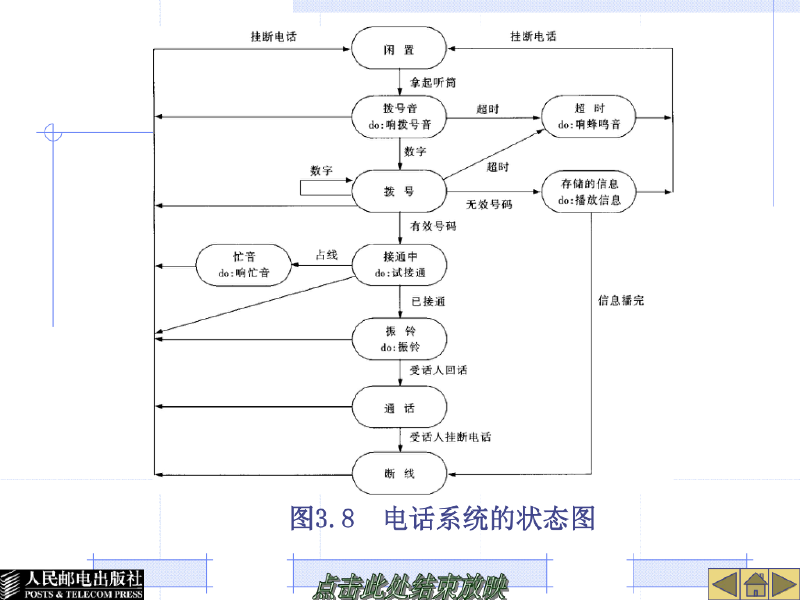 挂断电话
挂断电话
闲 置
拿起听筒
拨号音
do:响拨号音
超时
超 时
do:响蜂鸣音
数字
数字
超时
拨 号
存储的信息
do:播放信息
无效号码
有效号码
忙音
do:响忙音
占线
接通中
do:试接通
已接通
信息播完
振 铃
do:振铃
受话人回话
通 话
受话人挂断电话
断 线
图3.8 电话系统的状态图
人民邮电出版社
POSTS & TELECOM PRESS
点击此处结束放映